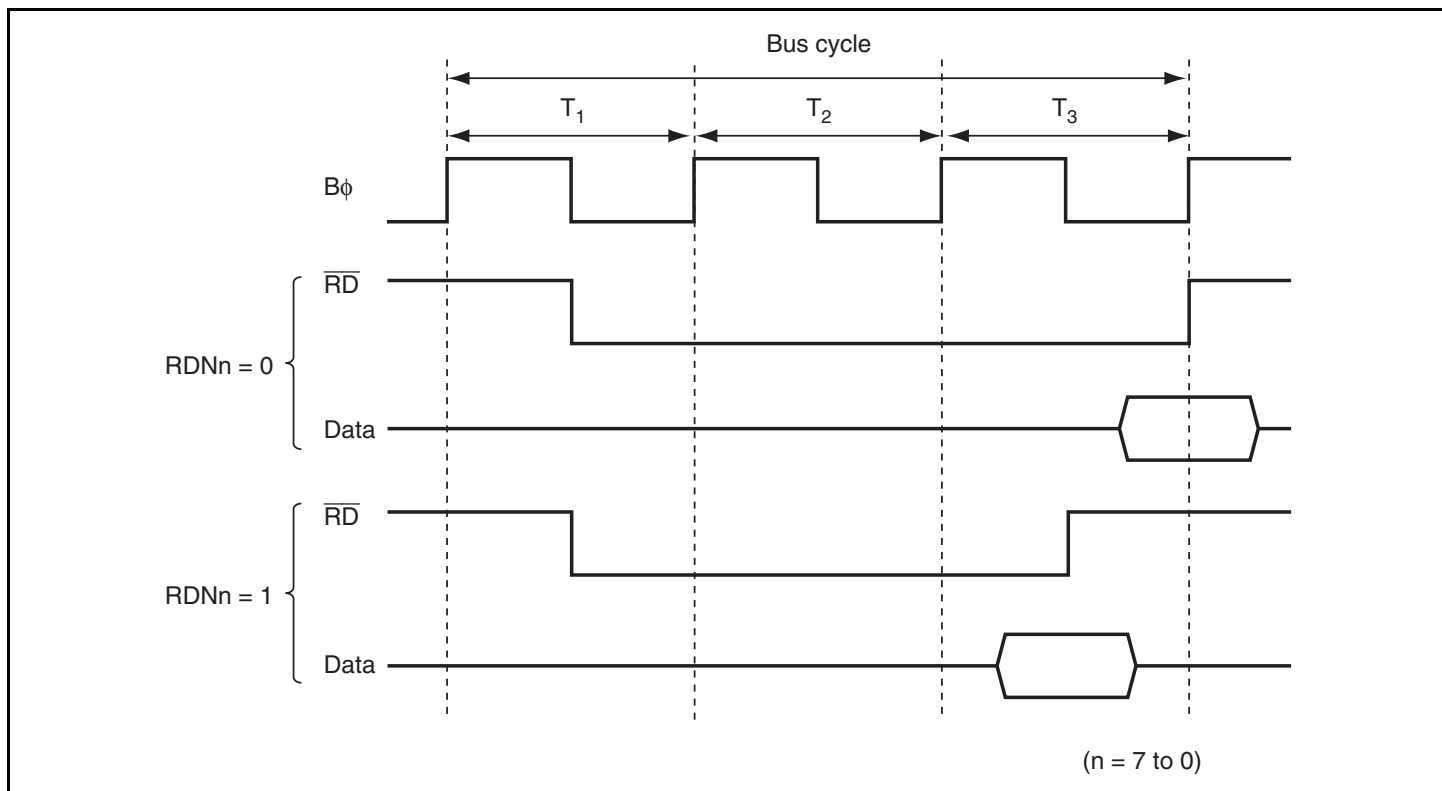 Bus cycle
T1 T2 T3
Bφ
RD
RDNn = 0
Data
RD
RDNn = 1
Data
(n = 7 to 0)